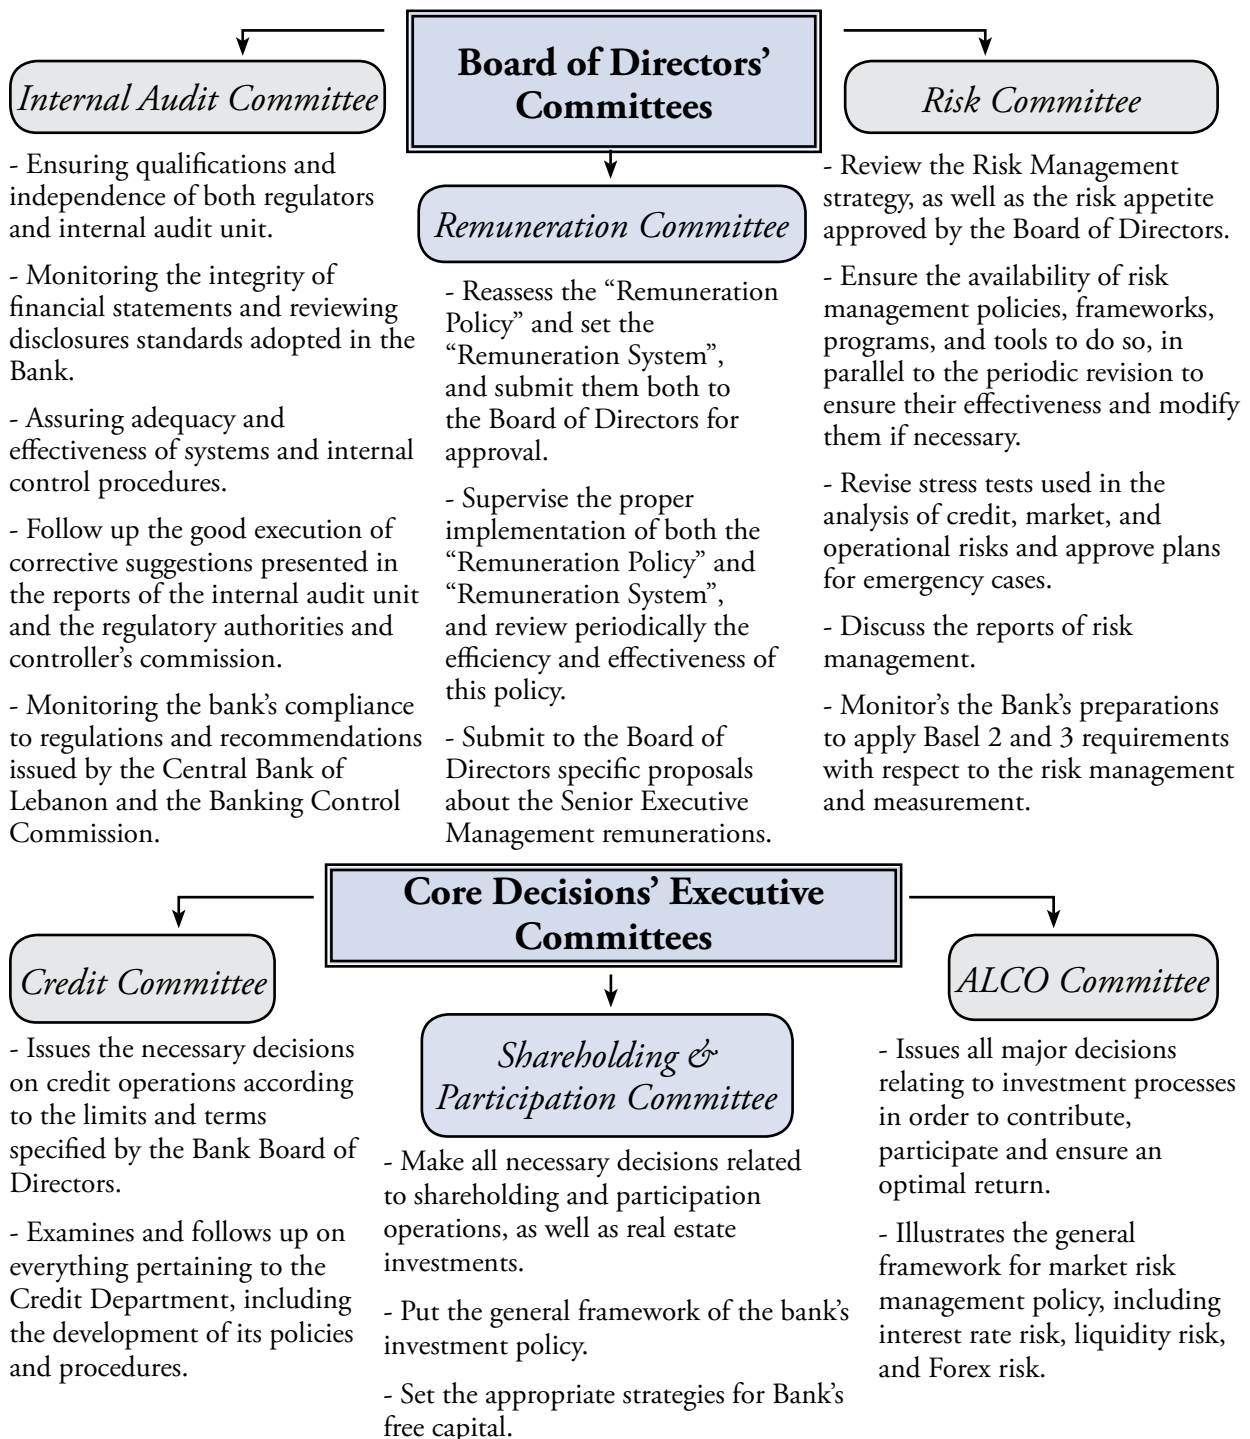 Board of Directors'
Committees
Internal Audit Committee
- Ensuring qualifications and
independence of both regulators
and internal audit unit.
- Monitoring the integrity of
financial statements and reviewing
disclosures standards adopted in the
Bank.
- Assuring adequacy and
effectiveness of systems and internal
control procedures.
- Follow up the good execution of
corrective suggestions presented in
the reports of the internal audit unit
and the regulatory authorities and
controller's commission.
- Monitoring the bank's compliance
to regulations and recommendations
issued by the Central Bank of
Lebanon and the Banking Control
Commission.
Remuneration Committee
- Reassess the “Remuneration
Policy” and set the
“Remuneration System”,
and submit them both to
the Board of Directors for
approval.
- Supervise the proper
implementation of both the
“Remuneration Policy” and
“Remuneration System”,
and review periodically the
efficiency and effectiveness of
this policy.
- Submit to the Board of
Directors specific proposals
about the Senior Executive
Management remunerations.
Risk Committee
- Review the Risk Management
strategy, as well as the risk appetite
approved by the Board of Directors.
- Ensure the availability of risk
management policies, frameworks,
programs, and tools to do so, in
parallel to the periodic revision to
ensure their effectiveness and modify
them if necessary.
- Revise stress tests used in the
analysis of credit, market, and
operational risks and approve plans
for emergency cases.
- Discuss the reports of risk
management.
- Monitor's the Bank's preparations
to apply Basel 2 and 3 requirements
with respect to the risk management
and measurement.
Core Decisions' Executive
Committees
Credit Committee
- Issues the necessary decisions
on credit operations according
to the limits and terms
specified by the Bank Board of
Directors.
- Examines and follows up on
everything pertaining to the
Credit Department, including
the development of its policies
and procedures.
Shareholding &
Participation Committee
- Make all necessary decisions related
to shareholding and participation
operations, as well as real estate
investments.
- Put the general framework of the bank's
investment policy.
- Set the appropriate strategies for Bank's
free capital.
ALCO Committee
- Issues all major decisions
relating to investment processes
in order to contribute,
participate and ensure an
optimal return.
- Illustrates the general
framework for market risk
management policy, including
interest rate risk, liquidity risk,
and Forex risk.